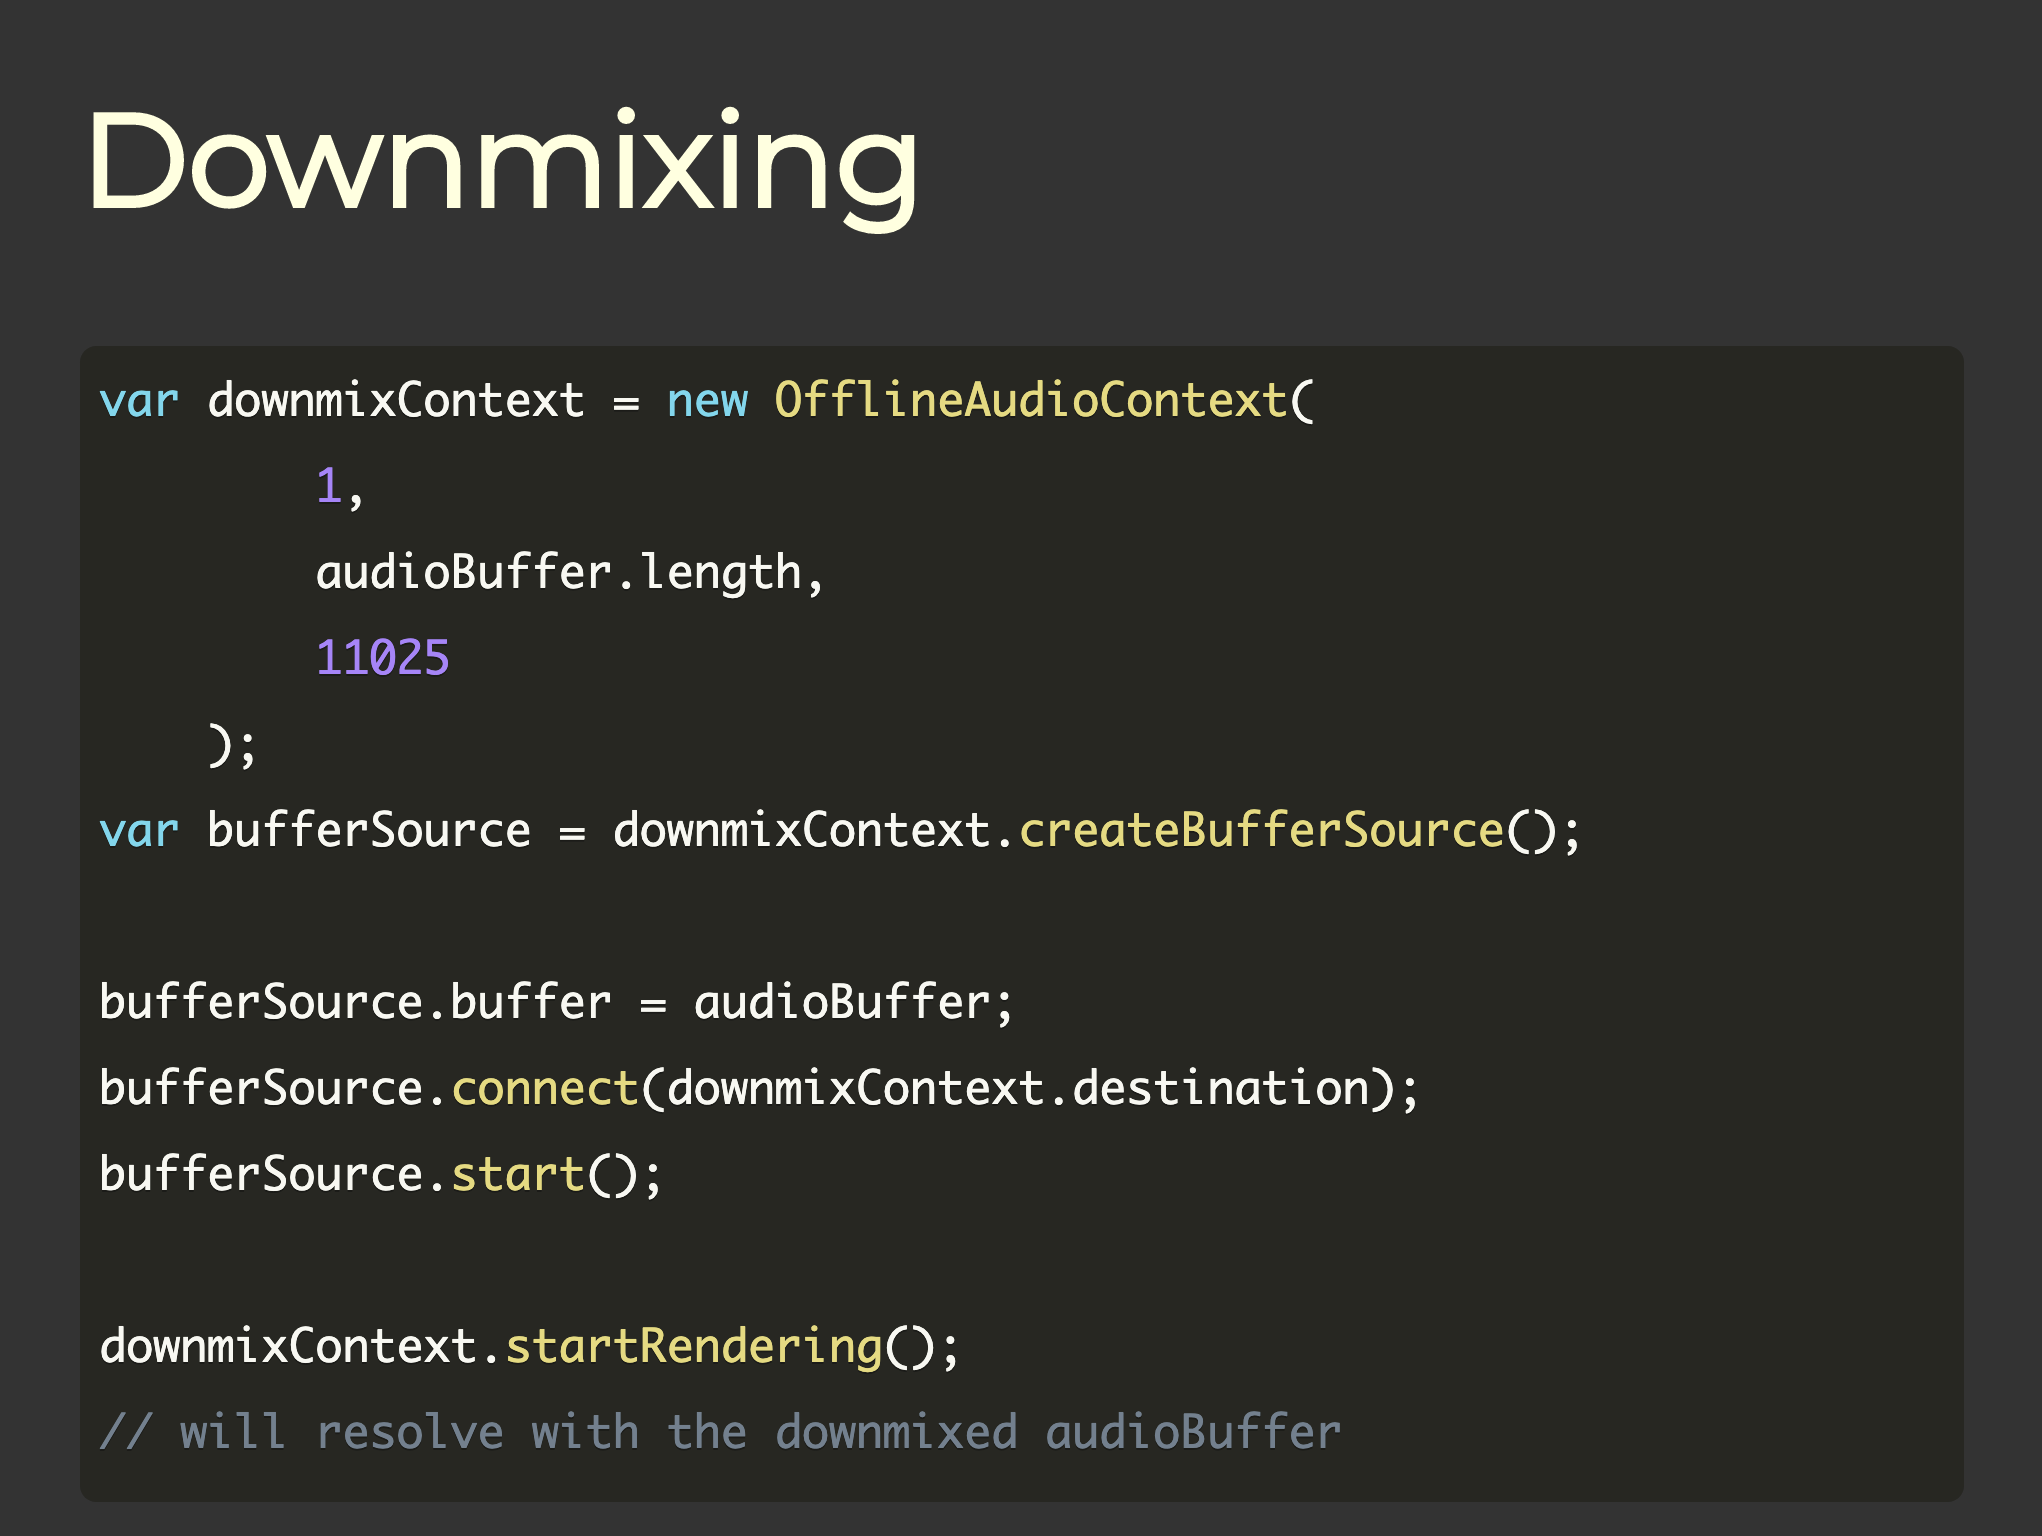 Downmixing
var downmixContext = new OfflineAudioContext(
        1,
        audioBuffer.length,
        11025
    );
var bufferSource = downmixContext.createBufferSource();

bufferSource.buffer = audioBuffer;
bufferSource.connect(downmixContext.destination);
bufferSource.start();

downmixContext.startRendering();
// will resolve with the downmixed audioBuffer